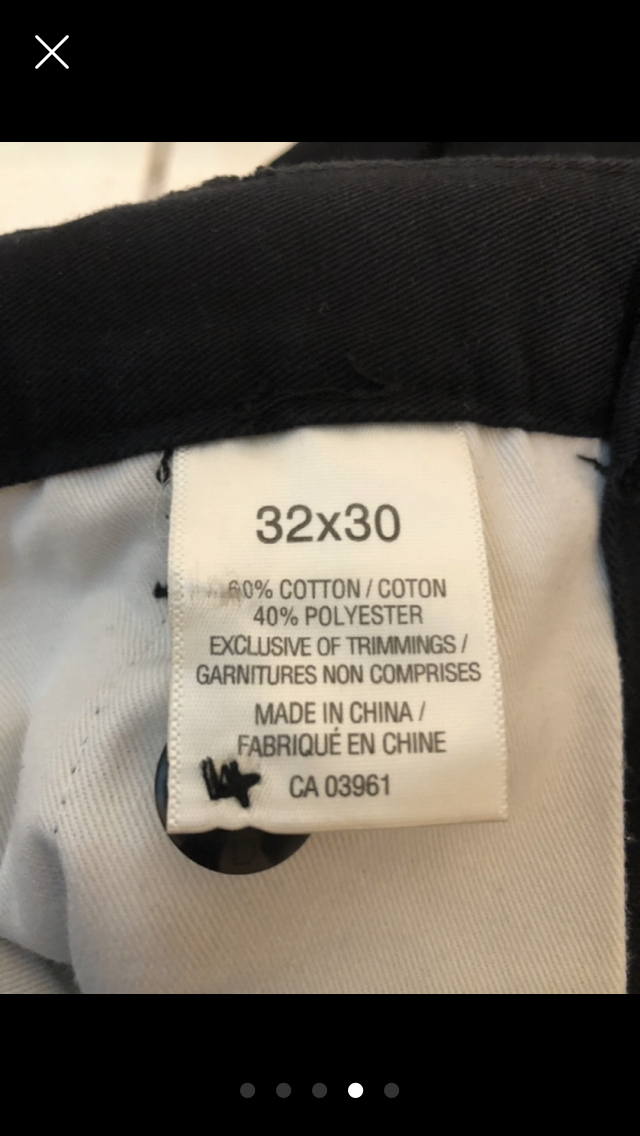 32x30
60% COTTON / COTON
40% POLYESTER
EXCLUSIVE OF TRIMMINGS /
GARNITURES NON COMPRISES
MADE IN CHINA /
FABRIQUÉ EN CHINE
CA 03961